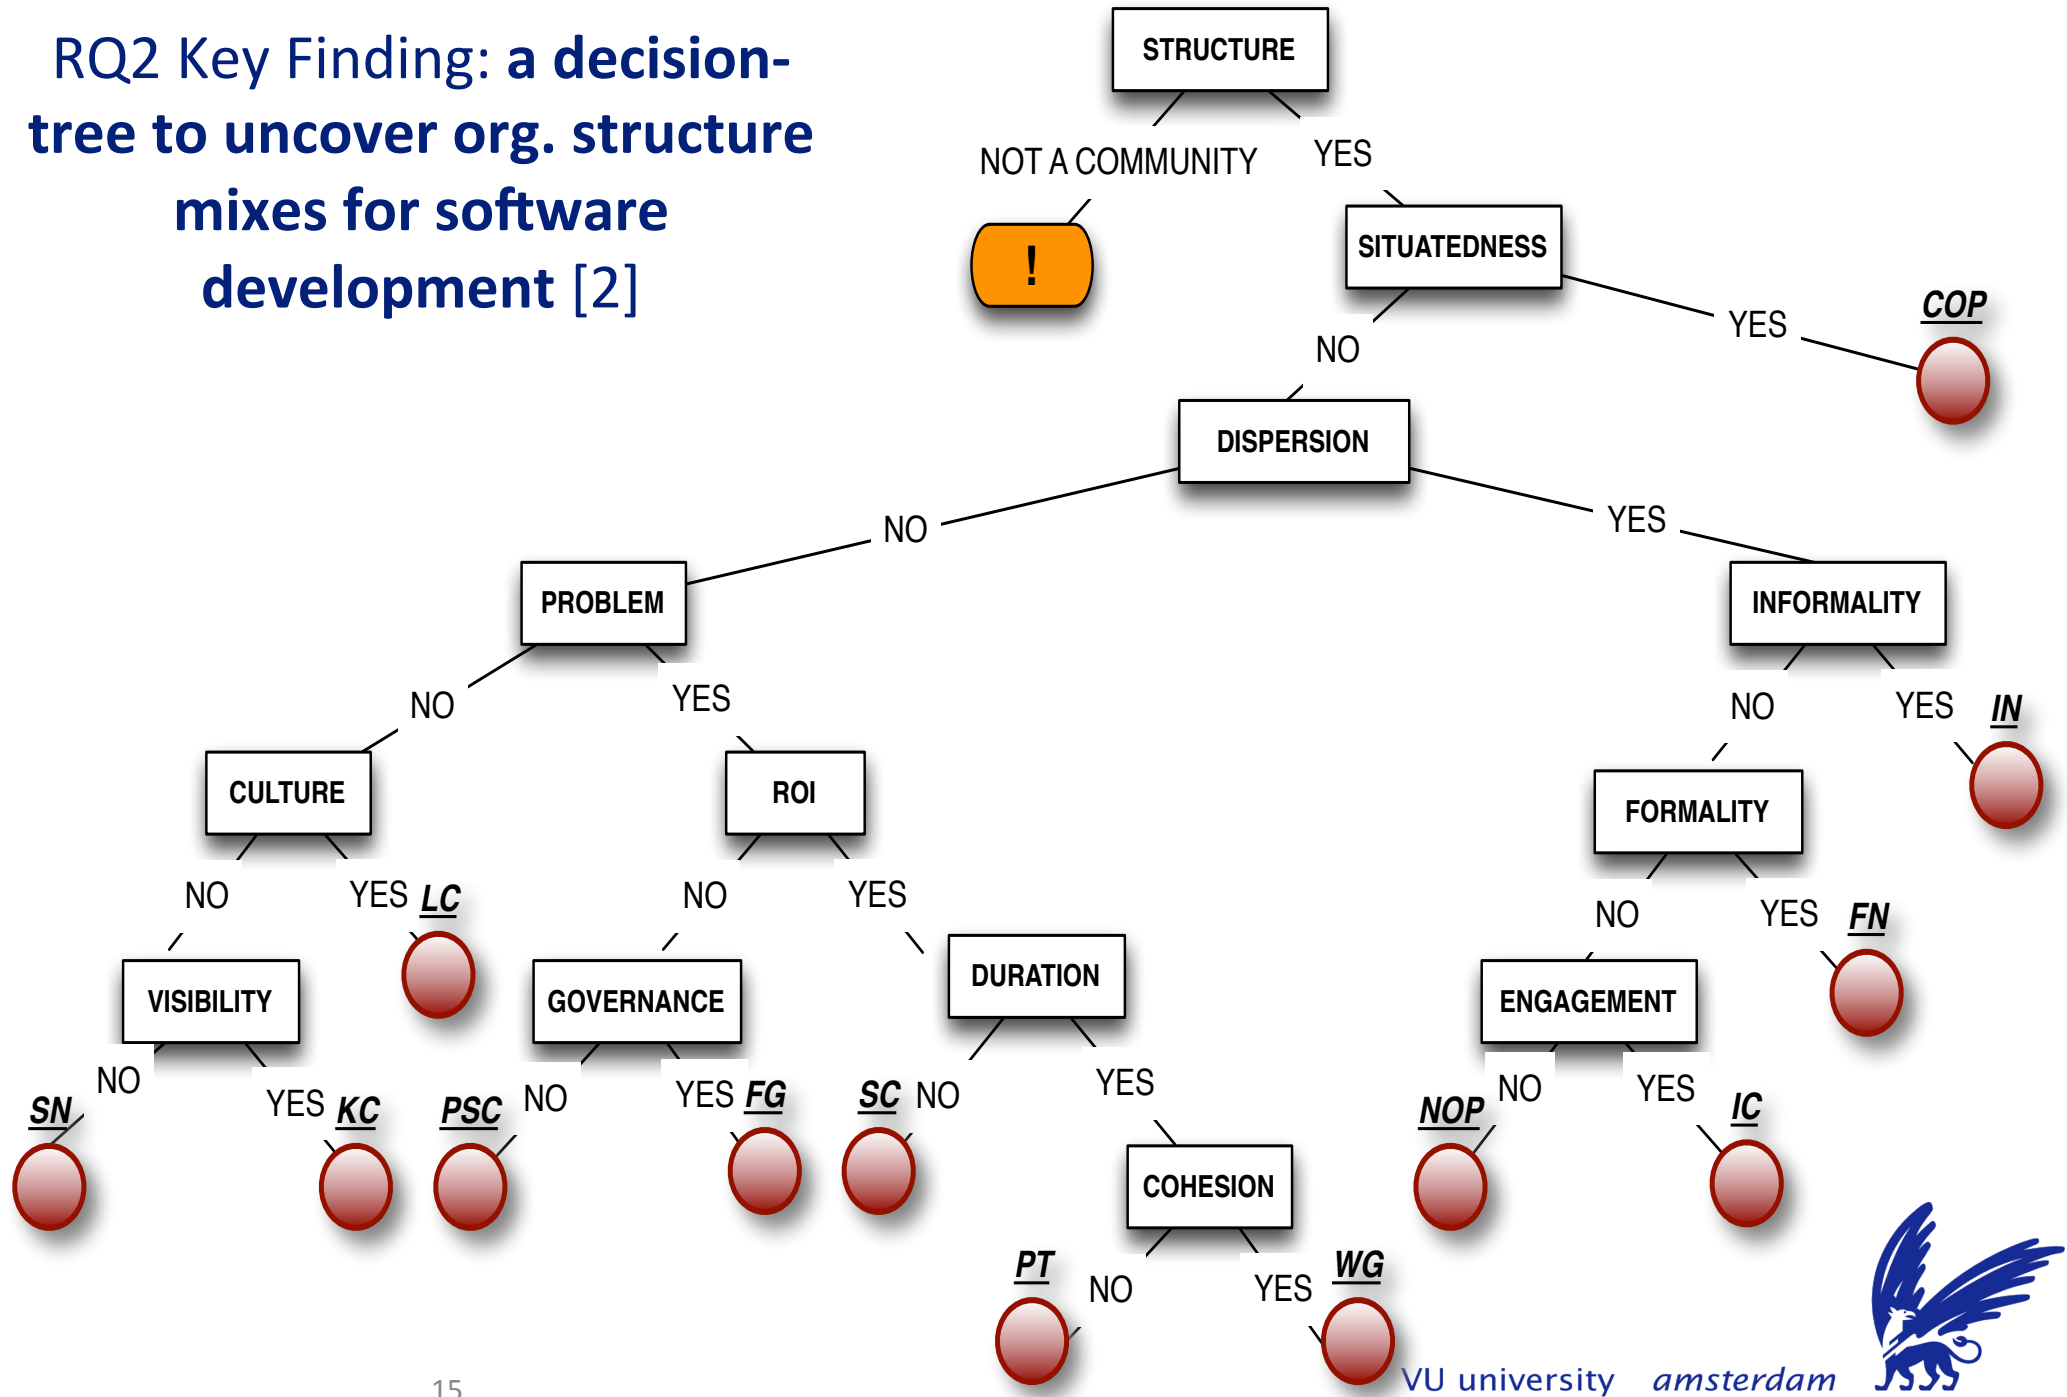 RQ2 Key Finding: a decision-
tree to uncover org. structure
mixes for software
development [2]
STRUCTURE
NOT A COMMUNITY
YES
!
SITUATEDNESS
YES
COP
NO
DISPERSION
NO
YES
PROBLEM
INFORMALITY
NO
YES
NO
YES
IN
CULTURE
ROI
FORMALITY
NO
YES
LC
NO
YES
NO
YES
FN
VISIBILITY
GOVERNANCE
DURATION
ENGAGEMENT
NO
YES
NO
YES
NO
YES
NO
YES
SN
KC
PSC
FG
SC
NOP
IC
COHESION
PT
NO
YES
WG
15
VU university amsterdam